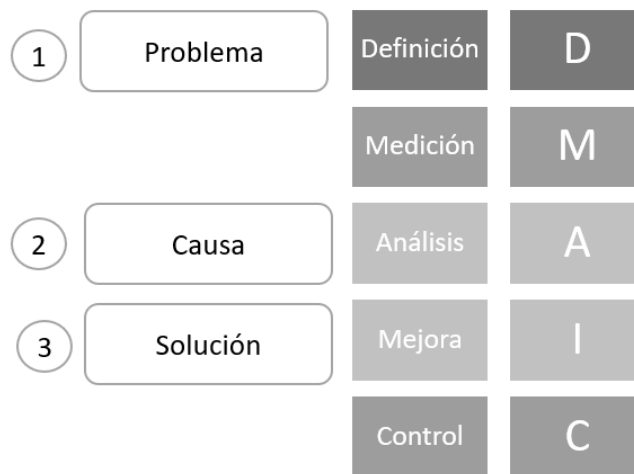 1 Problema Definición D
Medición M
2 Causa Análisis A
3 Solución Mejora I
Control C